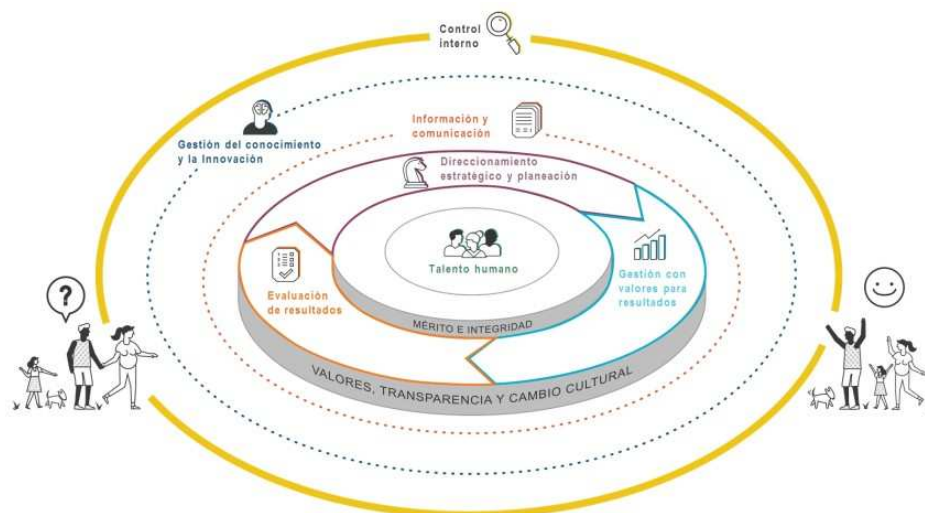 Control
interno
Información y
comunicación
Gestión del conocimiento
y la Innovación
Direccionamiento
estratégico y planeación
Talento humano
Gestión con
valores para
resultados
Evaluación
de resultados
MÉRITO E INTEGRIDAD
VALORES, TRANSPARENCIA Y CAMBIO CULTURAL
?